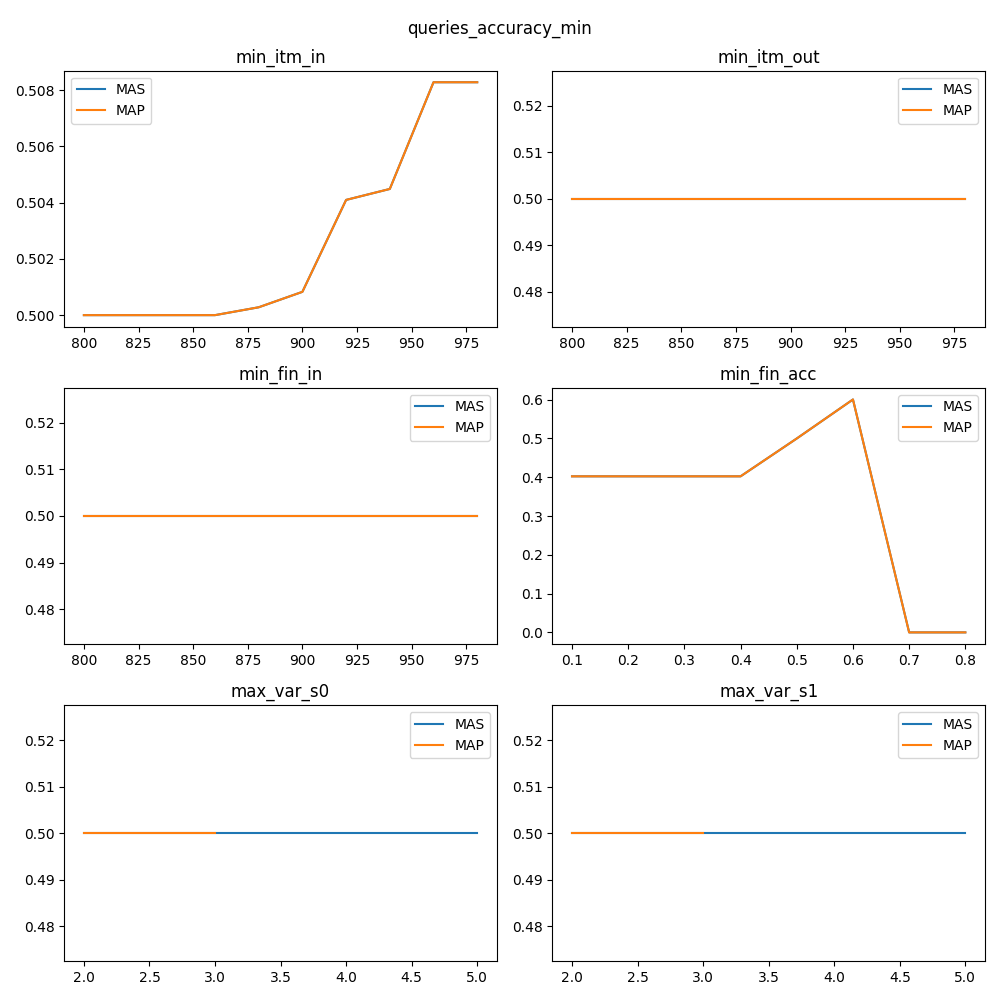 queries_accuracy_min
min_itm_in
0.508
0.506
0.504
0.502
0.500
MAS
MAP
800 825 850 875 900 925 950 975
min_itm_out
0.52
0.51
0.50
0.49
0.48
MAS
MAP
800 825 850 875 900 925 950 975
min_fin_in
0.52
0.51
0.50
0.49
0.48
MAS
MAP
800 825 850 875 900 925 950 975
min_fin_acc
0.6
0.5
0.4
0.3
0.2
0.1
0.0
MAS
MAP
0.1 0.2 0.3 0.4 0.5 0.6 0.7 0.8
max_var_s0
0.52
0.51
0.50
0.49
0.48
MAS
MAP
2.0 2.5 3.0 3.5 4.0 4.5 5.0
max_var_s1
0.52
0.51
0.50
0.49
0.48
MAS
MAP
2.0 2.5 3.0 3.5 4.0 4.5 5.0